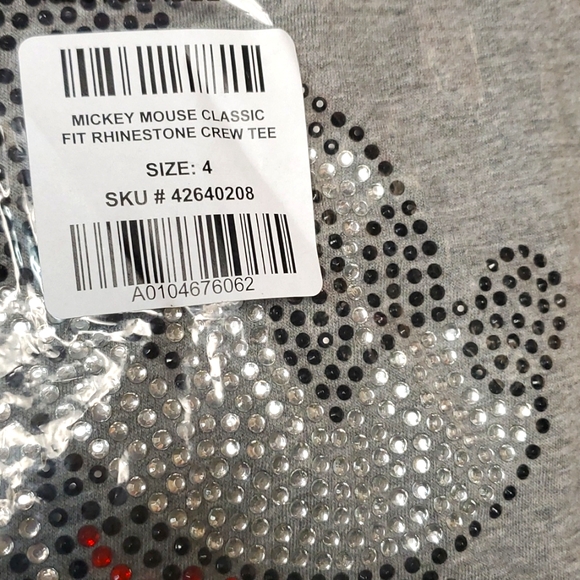 MICKEY MOUSE CLASSIC
FIT RHINESTONE CREW TEE
SIZE: 4
SKU # 42640208
A0104676062